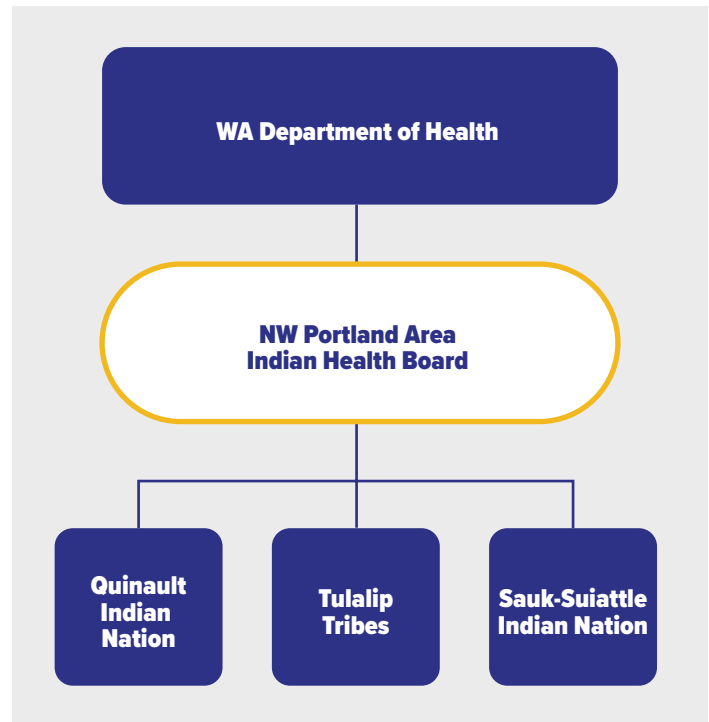 WA Department of Health
NW Portland Area
Indian Health Board
Quinault
Indian
Nation
Tulalip
Tribes
Sauk-Suiattle
Indian Nation